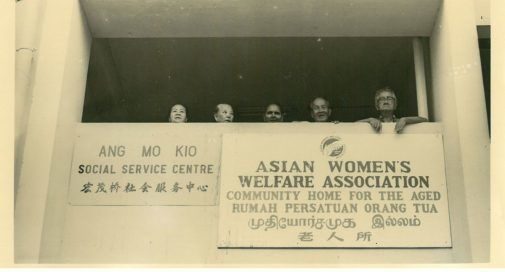 ANG MO KIO
SOCIAL SERVICE CENTRE
宏茂桥社会服务中心
ASIAN WOMEN'S
WELFARE ASSOCIATION
COMMUNITY HOME FOR THE AGED
RUMAH PERSATUAN ORANG TUA
முதியோர்சமூக இல்லம்
老人所